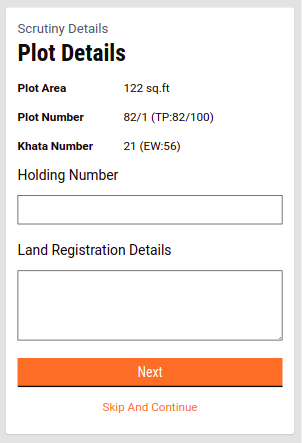 Scrutiny Details
Plot Details
Plot Area 122 sq.ft
Plot Number 82/1 (TP:82/100)
Khata Number 21 (EW:56)
Holding Number
Land Registration Details
Next
Skip And Continue